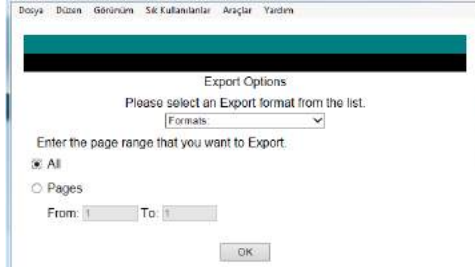 Dosya Düzen Görünüm Sık Kullanılanlar Araçlar Yardım
Export Options
Please select an Export format from the list.
Formats:
Enter the page range that you want to Export.
All
Pages
From: 1 To: 1
OK